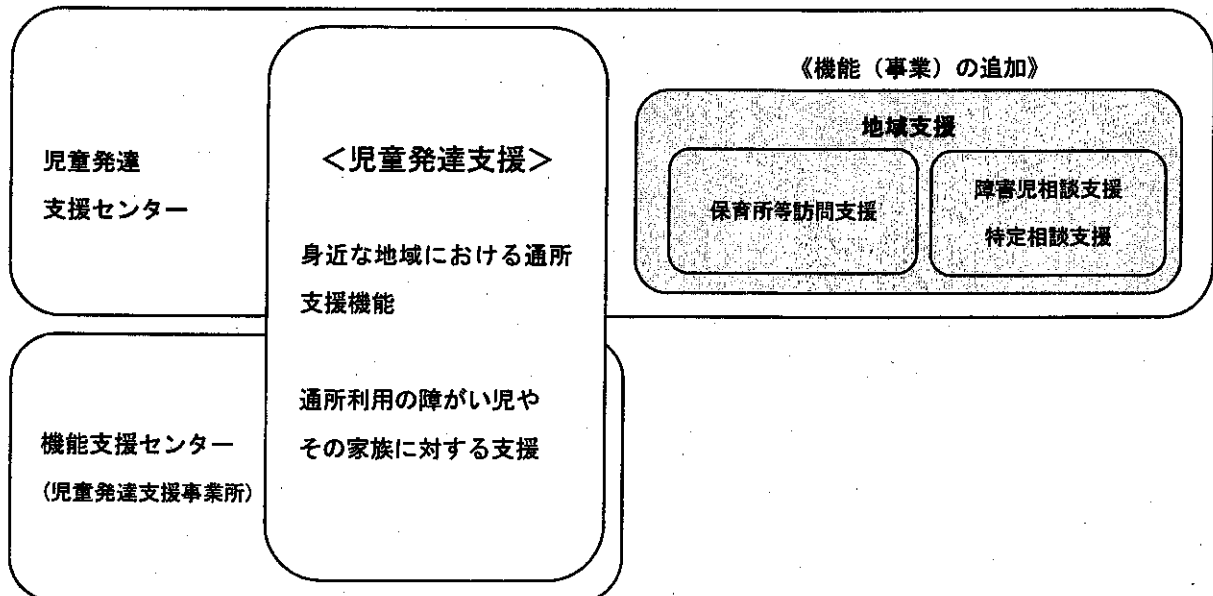 《機能（事業）の追加》
地域支援
児童発達
支援センター
＜児童発達支援＞
身近な地域における通所
支援機能
保育所等訪問支援
障害児相談支援
特定相談支援
通所利用の障がい児や
その家族に対する支援
機能支援センター
(児童発達支援事業所)